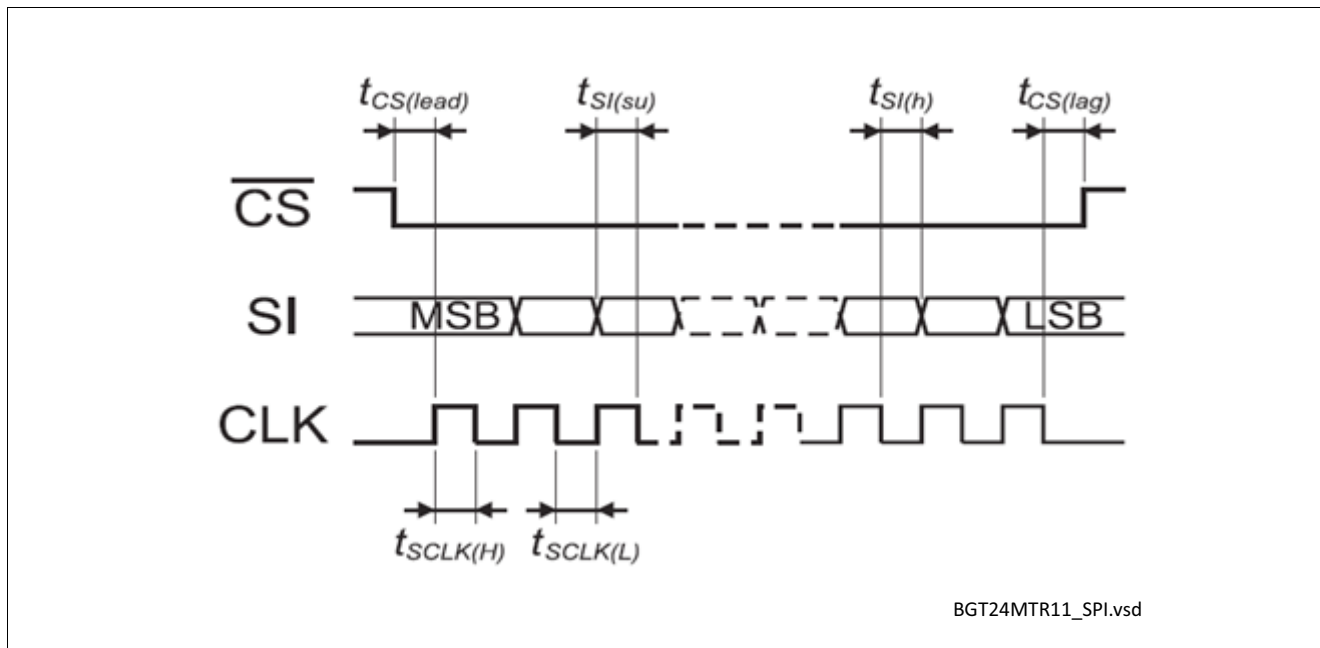 tCS(lead) tSI(su) tSI(h) tCS(lag)
CS
SI MSB LSB
CLK
tSCLK(H) tSCLK(L)
BGT24MTR11_SPI.vsd